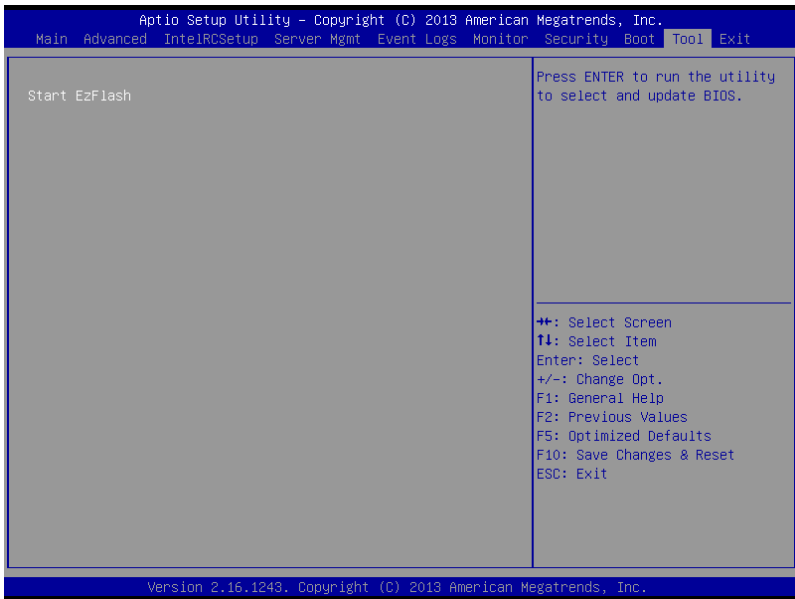 Aptio Setup Utility – Copyright (C) 2013 American Megatrends, Inc.
Main Advanced IntelRCSetup Server Mgmt Event Logs Monitor Security Boot Tool Exit
Start EzFlash
Press ENTER to run the utility
to select and update BIOS.
→←: Select Screen
↑↓: Select Item
Enter: Select
+/-: Change Opt.
F1: General Help
F2: Previous Values
F5: Optimized Defaults
F10: Save Changes & Reset
ESC: Exit
Version 2.16.1243. Copyright (C) 2013 American Megatrends, Inc.